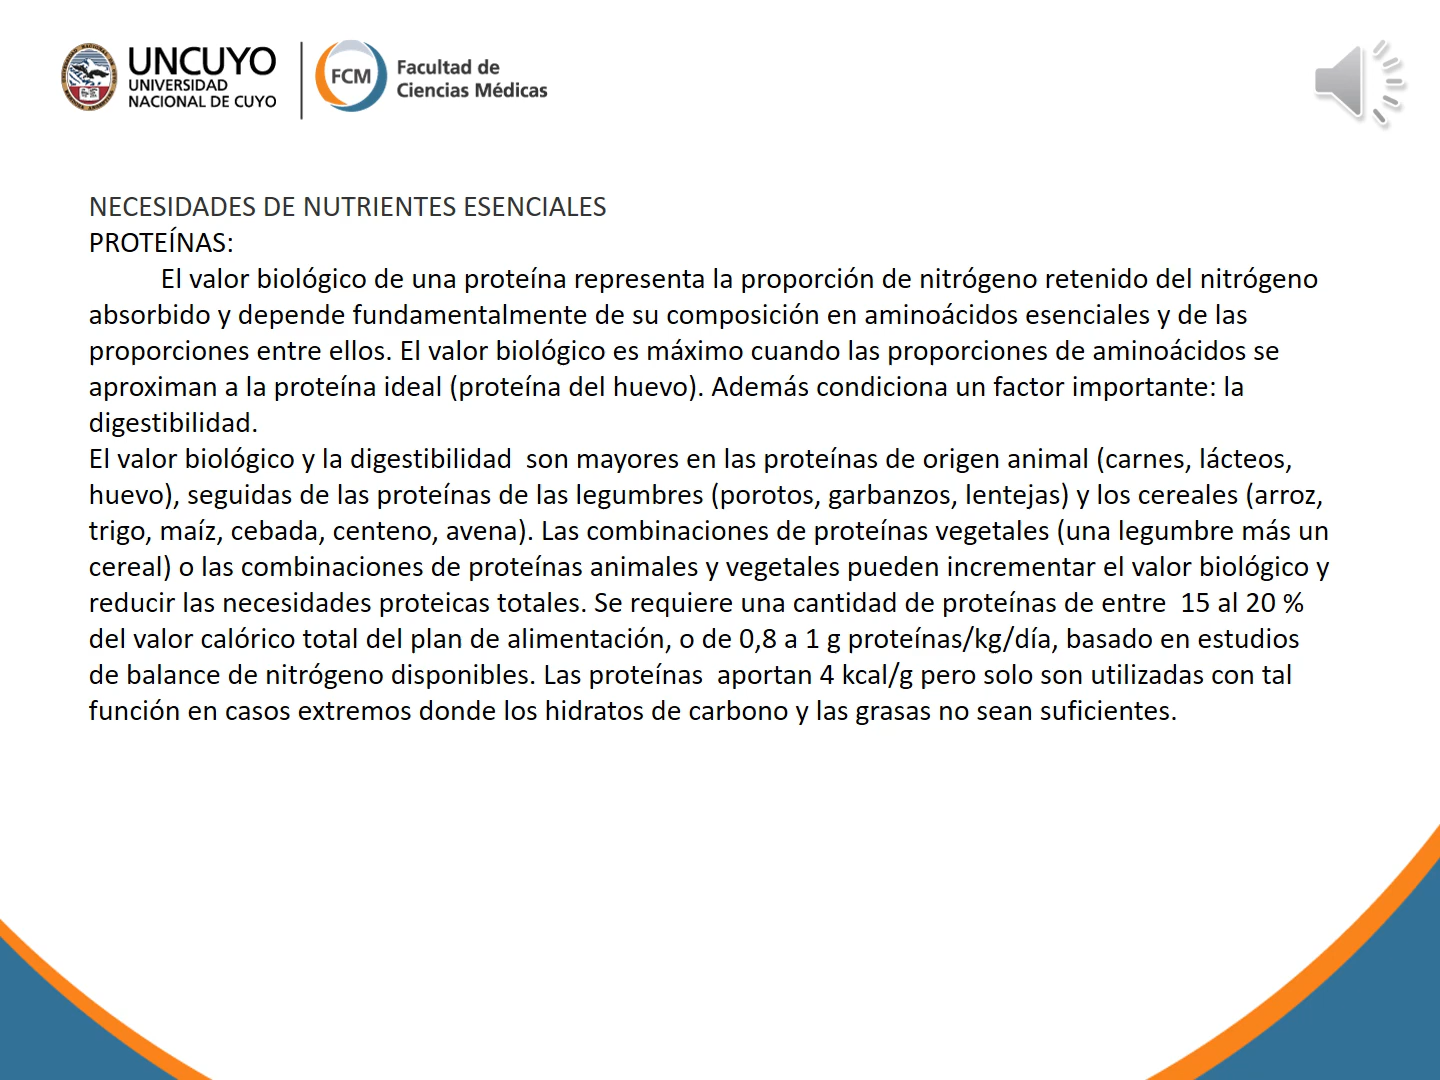 UNCUYO
UNIVERSIDAD
NACIONAL DE CUYO
FCM
Facultad de
Ciencias Médicas
NECESIDADES DE NUTRIENTES ESENCIALES
PROTEÍNAS:
El valor biológico de una proteína representa la proporción de nitrógeno retenido del nitrógeno
absorbido y depende fundamentalmente de su composición en aminoácidos esenciales y de las
proporciones entre ellos. El valor biológico es máximo cuando las proporciones de aminoácidos se
aproximan a la proteína ideal (proteína del huevo). Además condiciona un factor importante: la
digestibilidad.
El valor biológico y la digestibilidad  son mayores en las proteínas de origen animal (carnes, lácteos,
huevo), seguidas de las proteínas de las legumbres (porotos, garbanzos, lentejas) y los cereales (arroz,
trigo, maíz, cebada, centeno, avena). Las combinaciones de proteínas vegetales (una legumbre más un
cereal) o las combinaciones de proteínas animales y vegetales pueden incrementar el valor biológico y
reducir las necesidades proteicas totales. Se requiere una cantidad de proteínas de entre  15 al 20 %
del valor calórico total del plan de alimentación, o de 0,8 a 1 g proteínas/kg/día, basado en estudios
de balance de nitrógeno disponibles. Las proteínas  aportan 4 kcal/g pero solo son utilizadas con tal
función en casos extremos donde los hidratos de carbono y las grasas no sean suficientes.